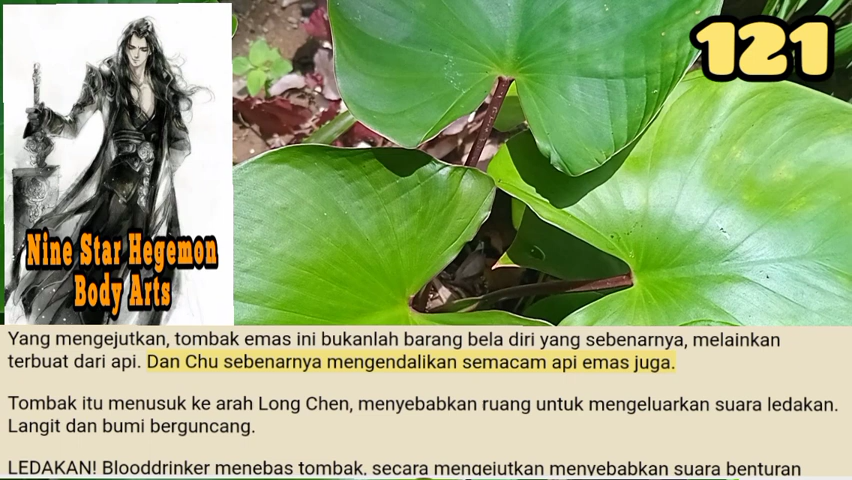 121
Nine Star Hegemon
Body Arts
Yang mengejutkan, tombak emas ini bukanlah barang bela diri yang sebenarnya, melainkan
terbuat dari api. Dan Chu sebenarnya mengendalikan semacam api emas juga.
Tombak itu menusuk ke arah Long Chen, menyebabkan ruang untuk mengeluarkan suara ledakan.
Langit dan bumi berguncang.
LEDAKAN! Blooddrinker menebas tombak, secara mengejutkan menyebabkan suara benturan